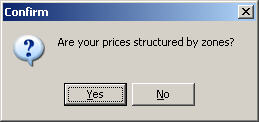 Confirm
Are your prices structured by zones?
Yes No